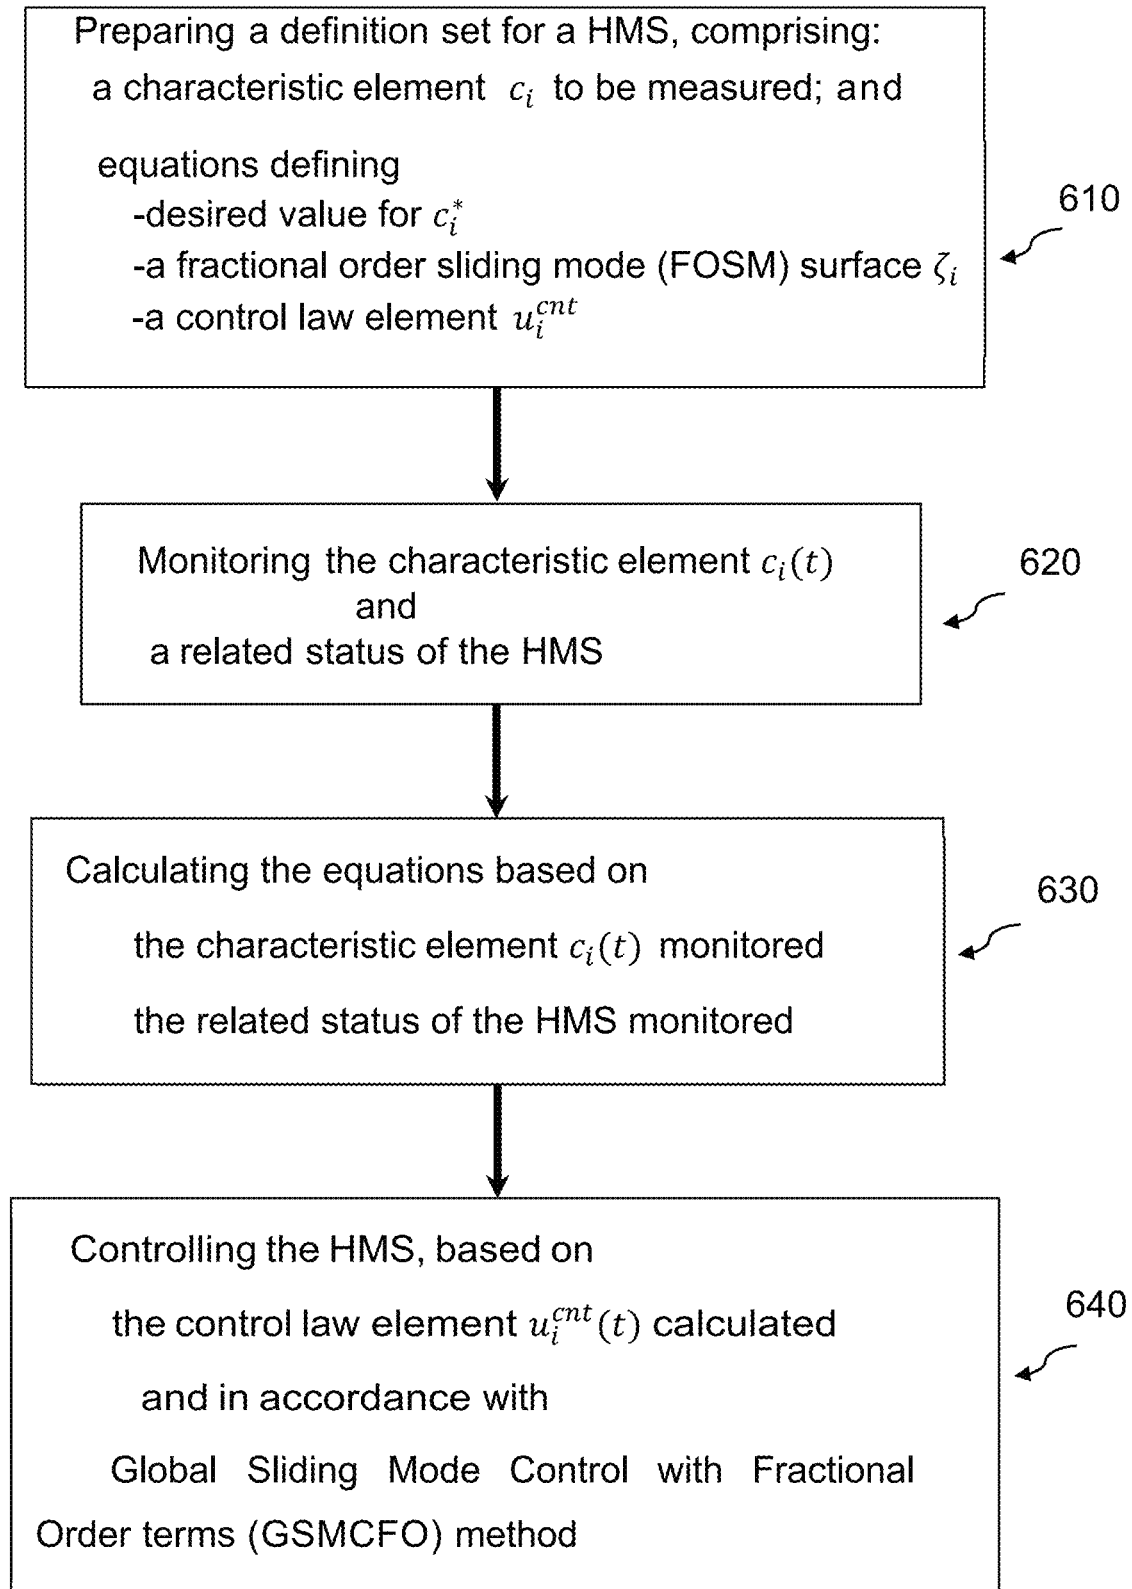 Preparing a definition set for a HMS, comprising:
a characteristic element $c_i$ to be measured; and
equations defining
-desired value for $c_i^*$
-a fractional order sliding mode (FOSM) surface $\zeta_i$
-a control law element $u_i^{cnt}$
610
Monitoring the characteristic element $c_i(t)$
and
a related status of the HMS
620
Calculating the equations based on
the characteristic element $c_i(t)$ monitored
the related status of the HMS monitored
630
Controlling the HMS, based on
the control law element $u_i^{cnt}(t)$ calculated
and in accordance with
Global Sliding Mode Control with Fractional
Order terms (GSMCFO) method
640